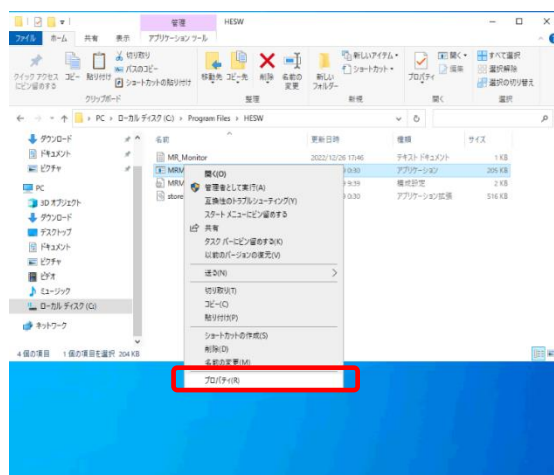 管理 HESW
ファイル ホーム 共有 表示 アプリケーション ツール
クイック アクセスにピン留めする
コピー
貼り付け
切り取り
パスのコピー
ショートカットの貼り付け
クリップボード
移動先
コピー先
削除
名前の変更
整理
新しいフォルダー
新しいアイテム
ショートカット
新規
プロパティ
開く
編集
開く
すべて選択
選択解除
選択の切り替え
選択
PC › ローカル ディスク (C:) › Program Files › HESW
名前 更新日時 種類 サイズ
MR_Monitor 2022/12/26 17:46 テキスト ドキュメント 1 KB
MRM 0:30 アプリケーション 205 KB
MRM 9:59 構成設定 2 KB
store 0:30 アプリケーション拡張 516 KB
ダウンロード
ドキュメント
ピクチャ
PC
3D オブジェクト
ダウンロード
デスクトップ
ドキュメント
ピクチャ
ビデオ
ミュージック
ローカル ディスク (C:)
ネットワーク
開く(O)
管理者として実行(A)
互換性のトラブルシューティング(Y)
スタート メニューにピン留めする
共有
タスク バーにピン留めする(K)
以前のバージョンの復元(V)
送る(N)
切り取り(T)
コピー(C)
貼り付け(P)
ショートカットの作成(S)
削除(D)
名前の変更(M)
プロパティ(R)
4 個の項目 1 個の項目を選択 204 KB